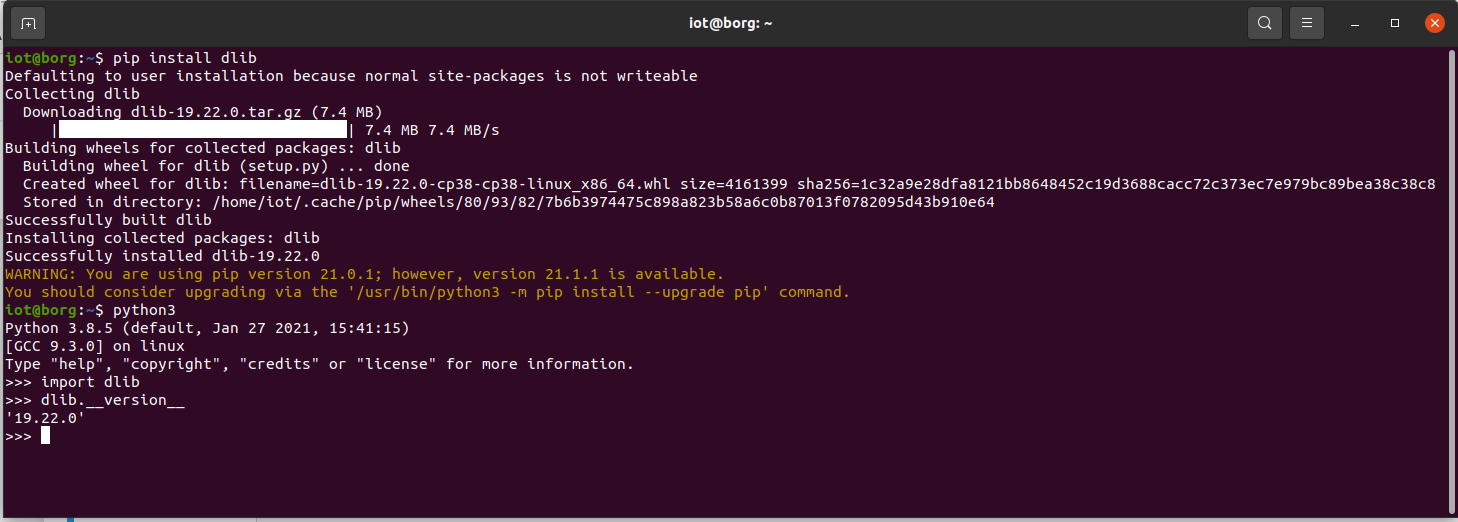 iot@borg: ~
iot@borg:~$ pip install dlib
Defaulting to user installation because normal site-packages is not writeable
Collecting dlib
  Downloading dlib-19.22.0.tar.gz (7.4 MB)
     |████████████████████████████████| 7.4 MB 7.4 MB/s
Building wheels for collected packages: dlib
  Building wheel for dlib (setup.py) ... done
  Created wheel for dlib: filename=dlib-19.22.0-cp38-cp38-linux_x86_64.whl size=4161399 sha256=1c32a9e28dfa8121bb8648452c19d3688cacc72c373ec7e979bc89bea38c38c8
  Stored in directory: /home/iot/.cache/pip/wheels/80/93/82/7b6b3974475c898a823b58a6c0b87013f0782095d43b910e64
Successfully built dlib
Installing collected packages: dlib
Successfully installed dlib-19.22.0
WARNING: You are using pip version 21.0.1; however, version 21.1.1 is available.
You should consider upgrading via the '/usr/bin/python3 -m pip install --upgrade pip' command.
iot@borg:~$ python3
Python 3.8.5 (default, Jan 27 2021, 15:41:15)
[GCC 9.3.0] on linux
Type "help", "copyright", "credits" or "license" for more information.
>>> import dlib
>>> dlib.__version__
'19.22.0'
>>>